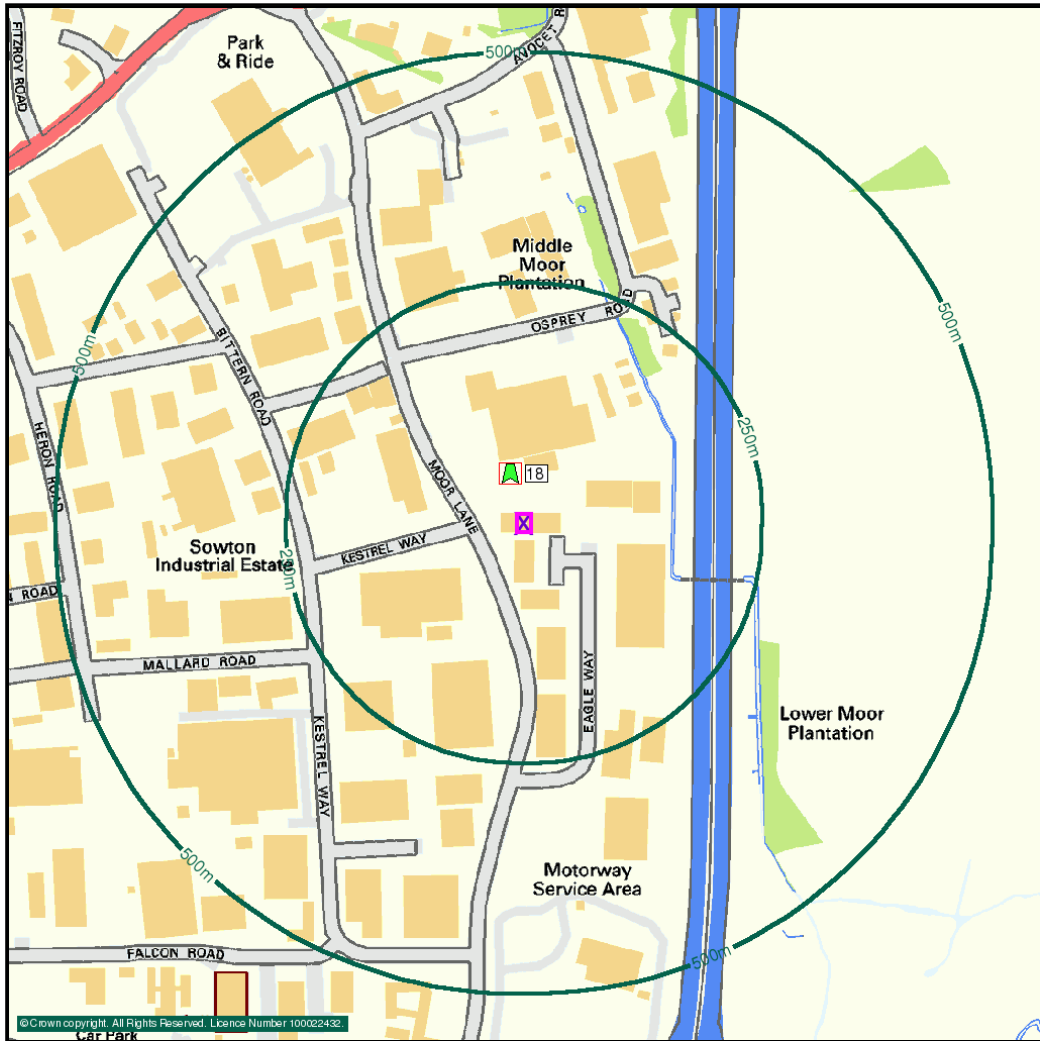 FITZROY ROAD
Park
& Ride
500m
AVOCET R
Middle
Moor
Plantation
OSPREY ROAD
500m
500m
BITTERN ROAD
HERON ROAD
250m
MOOR LANE
18
X
Sowton
Industrial Estate
KESTREL WAY
250m
N ROAD
MALLARD ROAD
EAGLE WAY
Lower Moor
Plantation
KESTREL WAY
500m
Motorway
Service Area
FALCON ROAD
500m
© Crown copyright. All Rights Reserved. Licence Number 100022432.
Car Park